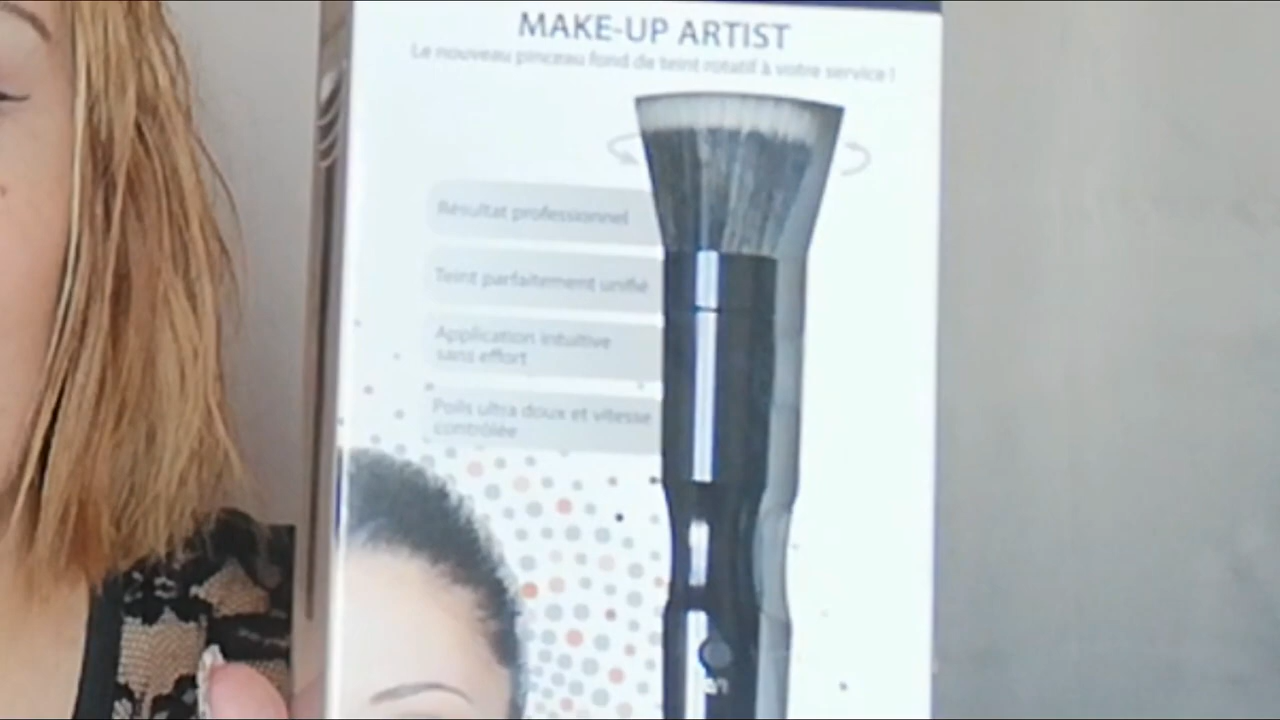 MAKE-UP ARTIST
Le nouveau pinceau fond de teint rotatif à votre service !
Résultat professionnel
Teint parfaitement unifié
Application intuitive
sans effort
Poils ultra doux et vitesse
contrôlée